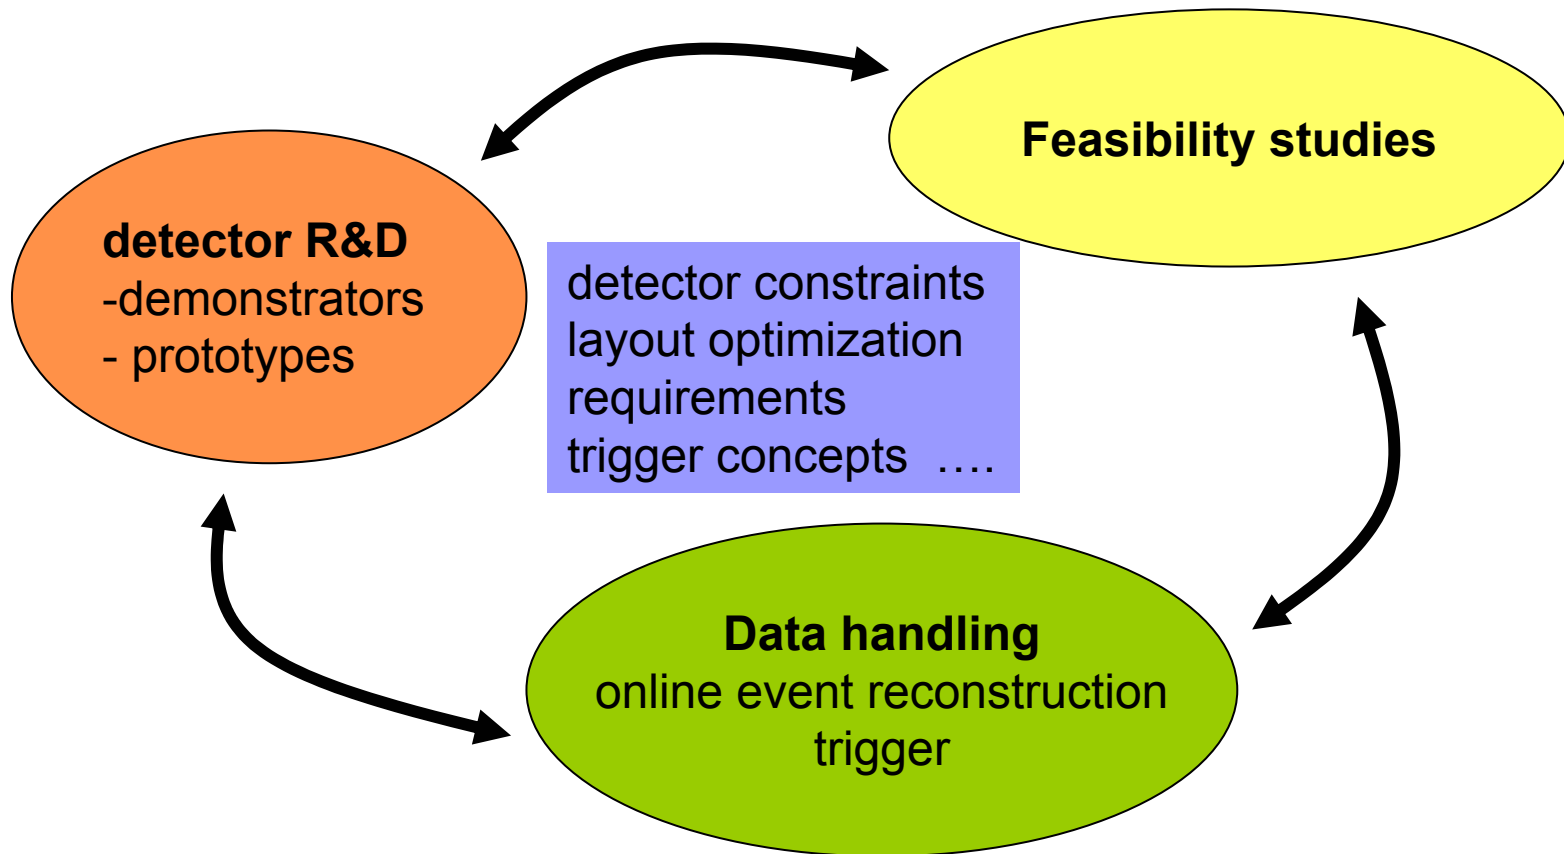 Feasibility studies
detector R&D
-demonstrators
- prototypes
detector constraints
layout optimization
requirements
trigger concepts ….
Data handling
online event reconstruction
trigger